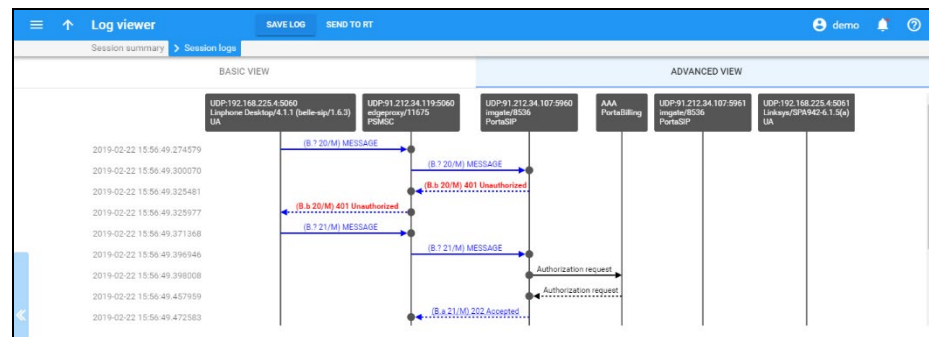 Log viewer SAVE LOG SEND TO RT demo
Session summary > Session logs
BASIC VIEW ADVANCED VIEW
UDP:192.168.225.4:5060
Linphone Desktop/4.1.1 (belle-sip/1.6.3)
UA
UDP:91.212.34.119:5060
edgeproxy/11675
PSMSC
UDP:91.212.34.107:5960
imgate/8536
PortaSIP
AAA
PortaBilling
UDP:91.212.34.107:5961
imgate/8536
PortaSIP
UDP:192.168.225.4:5061
Linksys/SPA942-6.1.5(a)
UA
2019-02-22 15:56:49.274579 (B.? 20/M) MESSAGE
2019-02-22 15:56:49.300070 (B.? 20/M) MESSAGE
2019-02-22 15:56:49.325481 (B.b 20/M) 401 Unauthorized
2019-02-22 15:56:49.325977 (B.b 20/M) 401 Unauthorized
2019-02-22 15:56:49.371368 (B.? 21/M) MESSAGE
2019-02-22 15:56:49.396946 (B.? 21/M) MESSAGE
2019-02-22 15:56:49.398008 Authorization request
2019-02-22 15:56:49.457959 Authorization request
2019-02-22 15:56:49.472583 (B.a 21/M) 202 Accepted